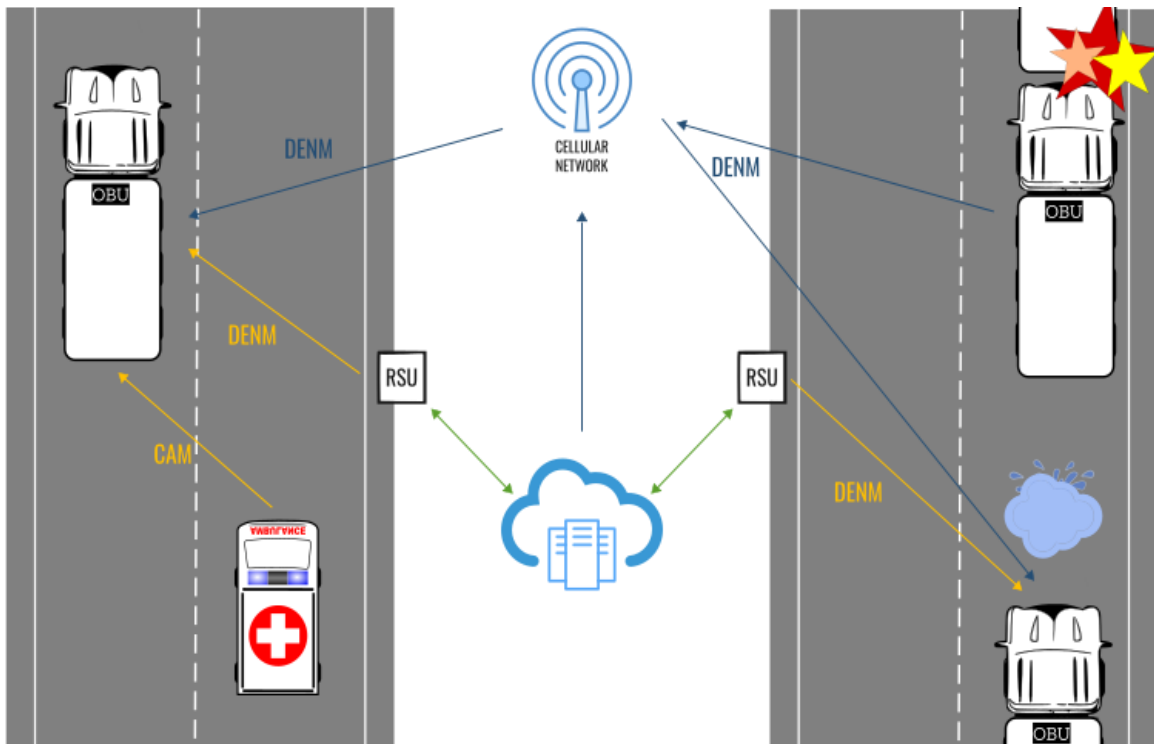 DENM
CELLULAR
NETWORK
DENM
OBU
OBU
DENM
RSU
RSU
CAM
DENM
AMBULANCE
OBU